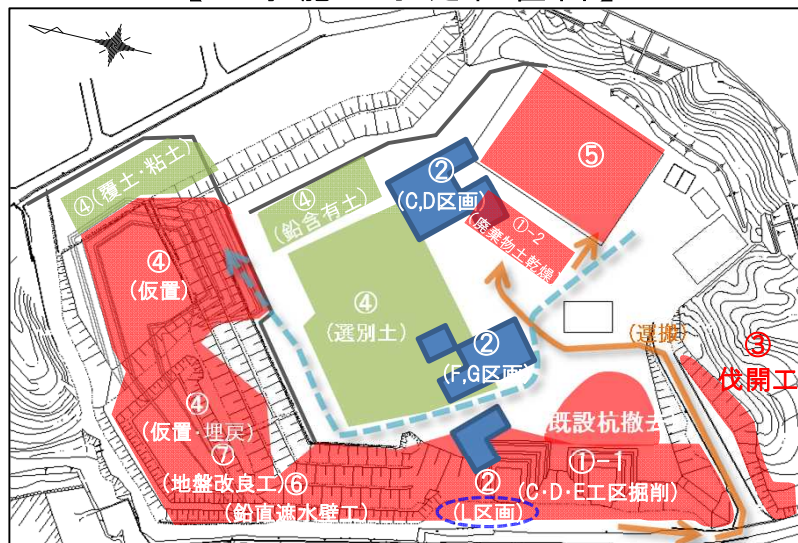 ④(覆土・粘土)
④
(鉛含有土)
②
(C,D区画)
⑤
①-2
(廃棄物土乾燥)
④
(仮置)
④
(選別土)
②
(F,G区画)
(運搬)
③
伐開工
④
(仮置・埋戻)
⑦
(地盤改良工)
⑥
(鉛直遮水壁工)
既設杭撤去
①-1
(C・D・E工区掘削)
②
(L区画)